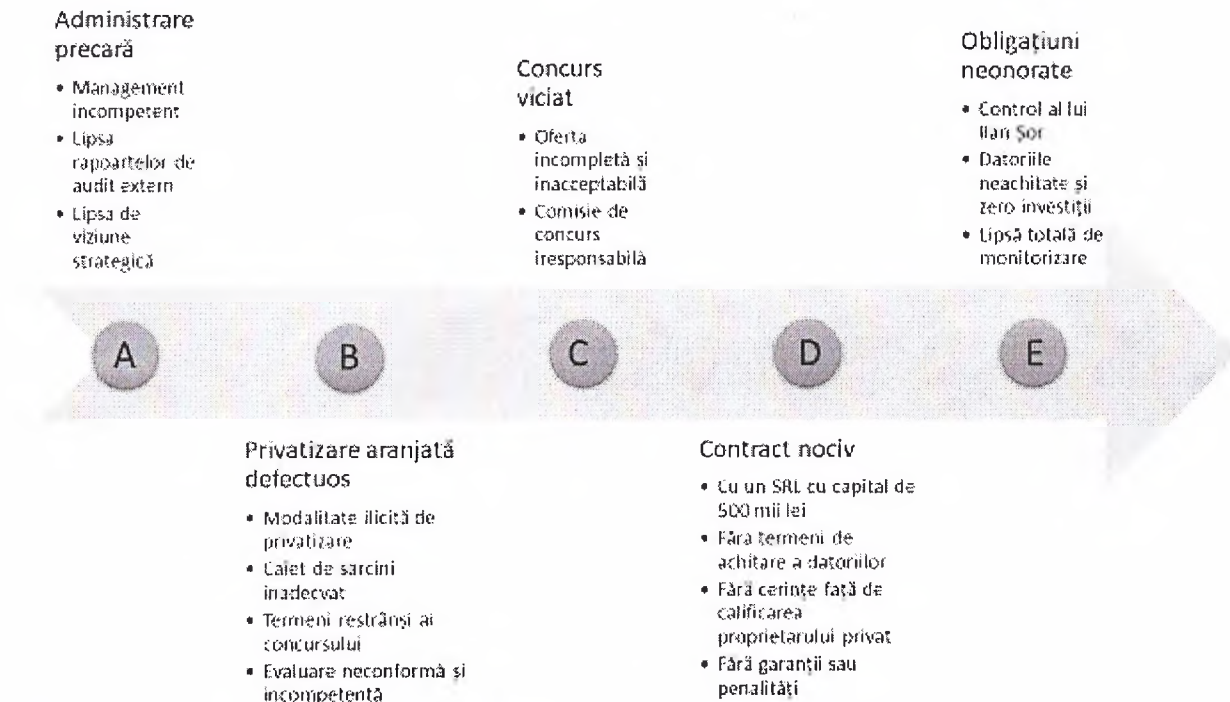 Administrare
precară
• Management
incompetent
• Lipsa
rapoartelor de
audit extern
• Lipsa de
viziune
strategică
Concurs
viciat
• Oferta
incompletă și
inacceptabilă
• Comisie de
concurs
iresponsabilă
Obligațiuni
neonorate
• Control al lui
Ilan Șor
• Datoriile
neachitate și
zero investiții
• Lipsă totală de
monitorizare
A
B
C
D
E
Privatizare aranjată
defectuos
• Modalitate ilicită de
privatizare
• Caiet de sarcini
inadecvat
• Termeni restrânși ai
concursului
• Evaluare neconformă și
incompetentă
Contract nociv
• Cu un SRL cu capital de
500 mii lei
• Fără termeni de
achitare a datoriilor
• Fără cerințe față de
calificarea
proprietarului privat
• Fără garanții sau
penalități